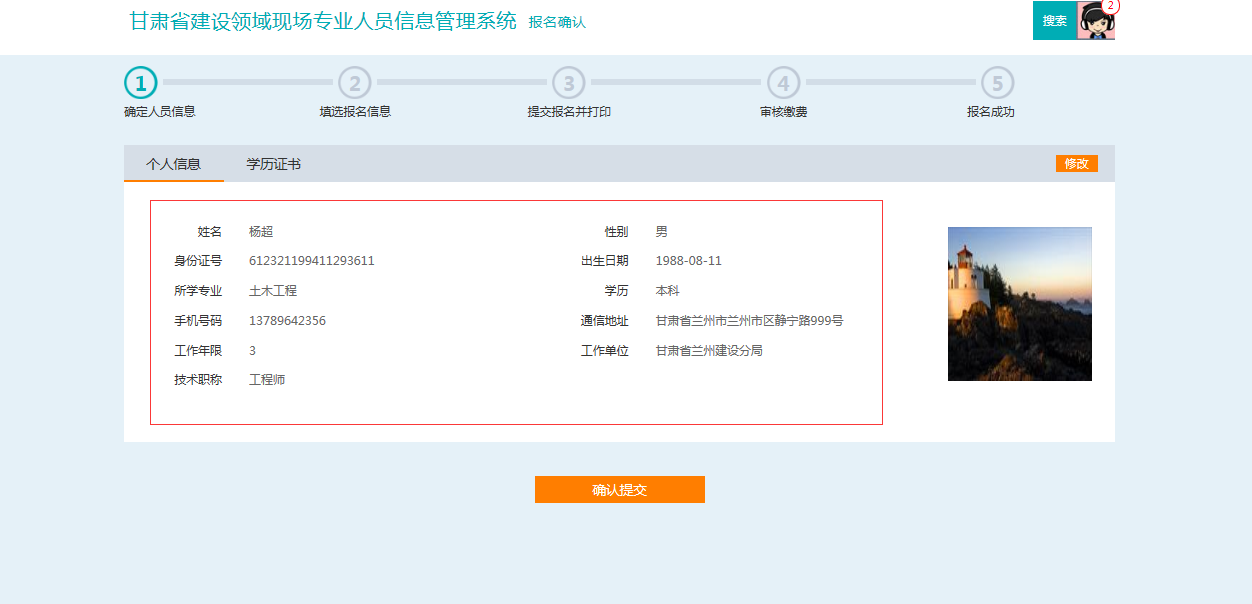 甘肃省建设领域现场专业人员信息管理系统 报名确认
搜索
2
1 2 3 4 5
确定人员信息 填选报名信息 提交报名并打印 审核缴费 报名成功
个人信息 学历证书 修改
姓名 杨超 性别 男
身份证号 612321199411293611 出生日期 1988-08-11
所学专业 土木工程 学历 本科
手机号码 13789642356 通信地址 甘肃省兰州市兰州市区静宁路999号
工作年限 3 工作单位 甘肃省兰州建设分局
技术职称 工程师
确认提交